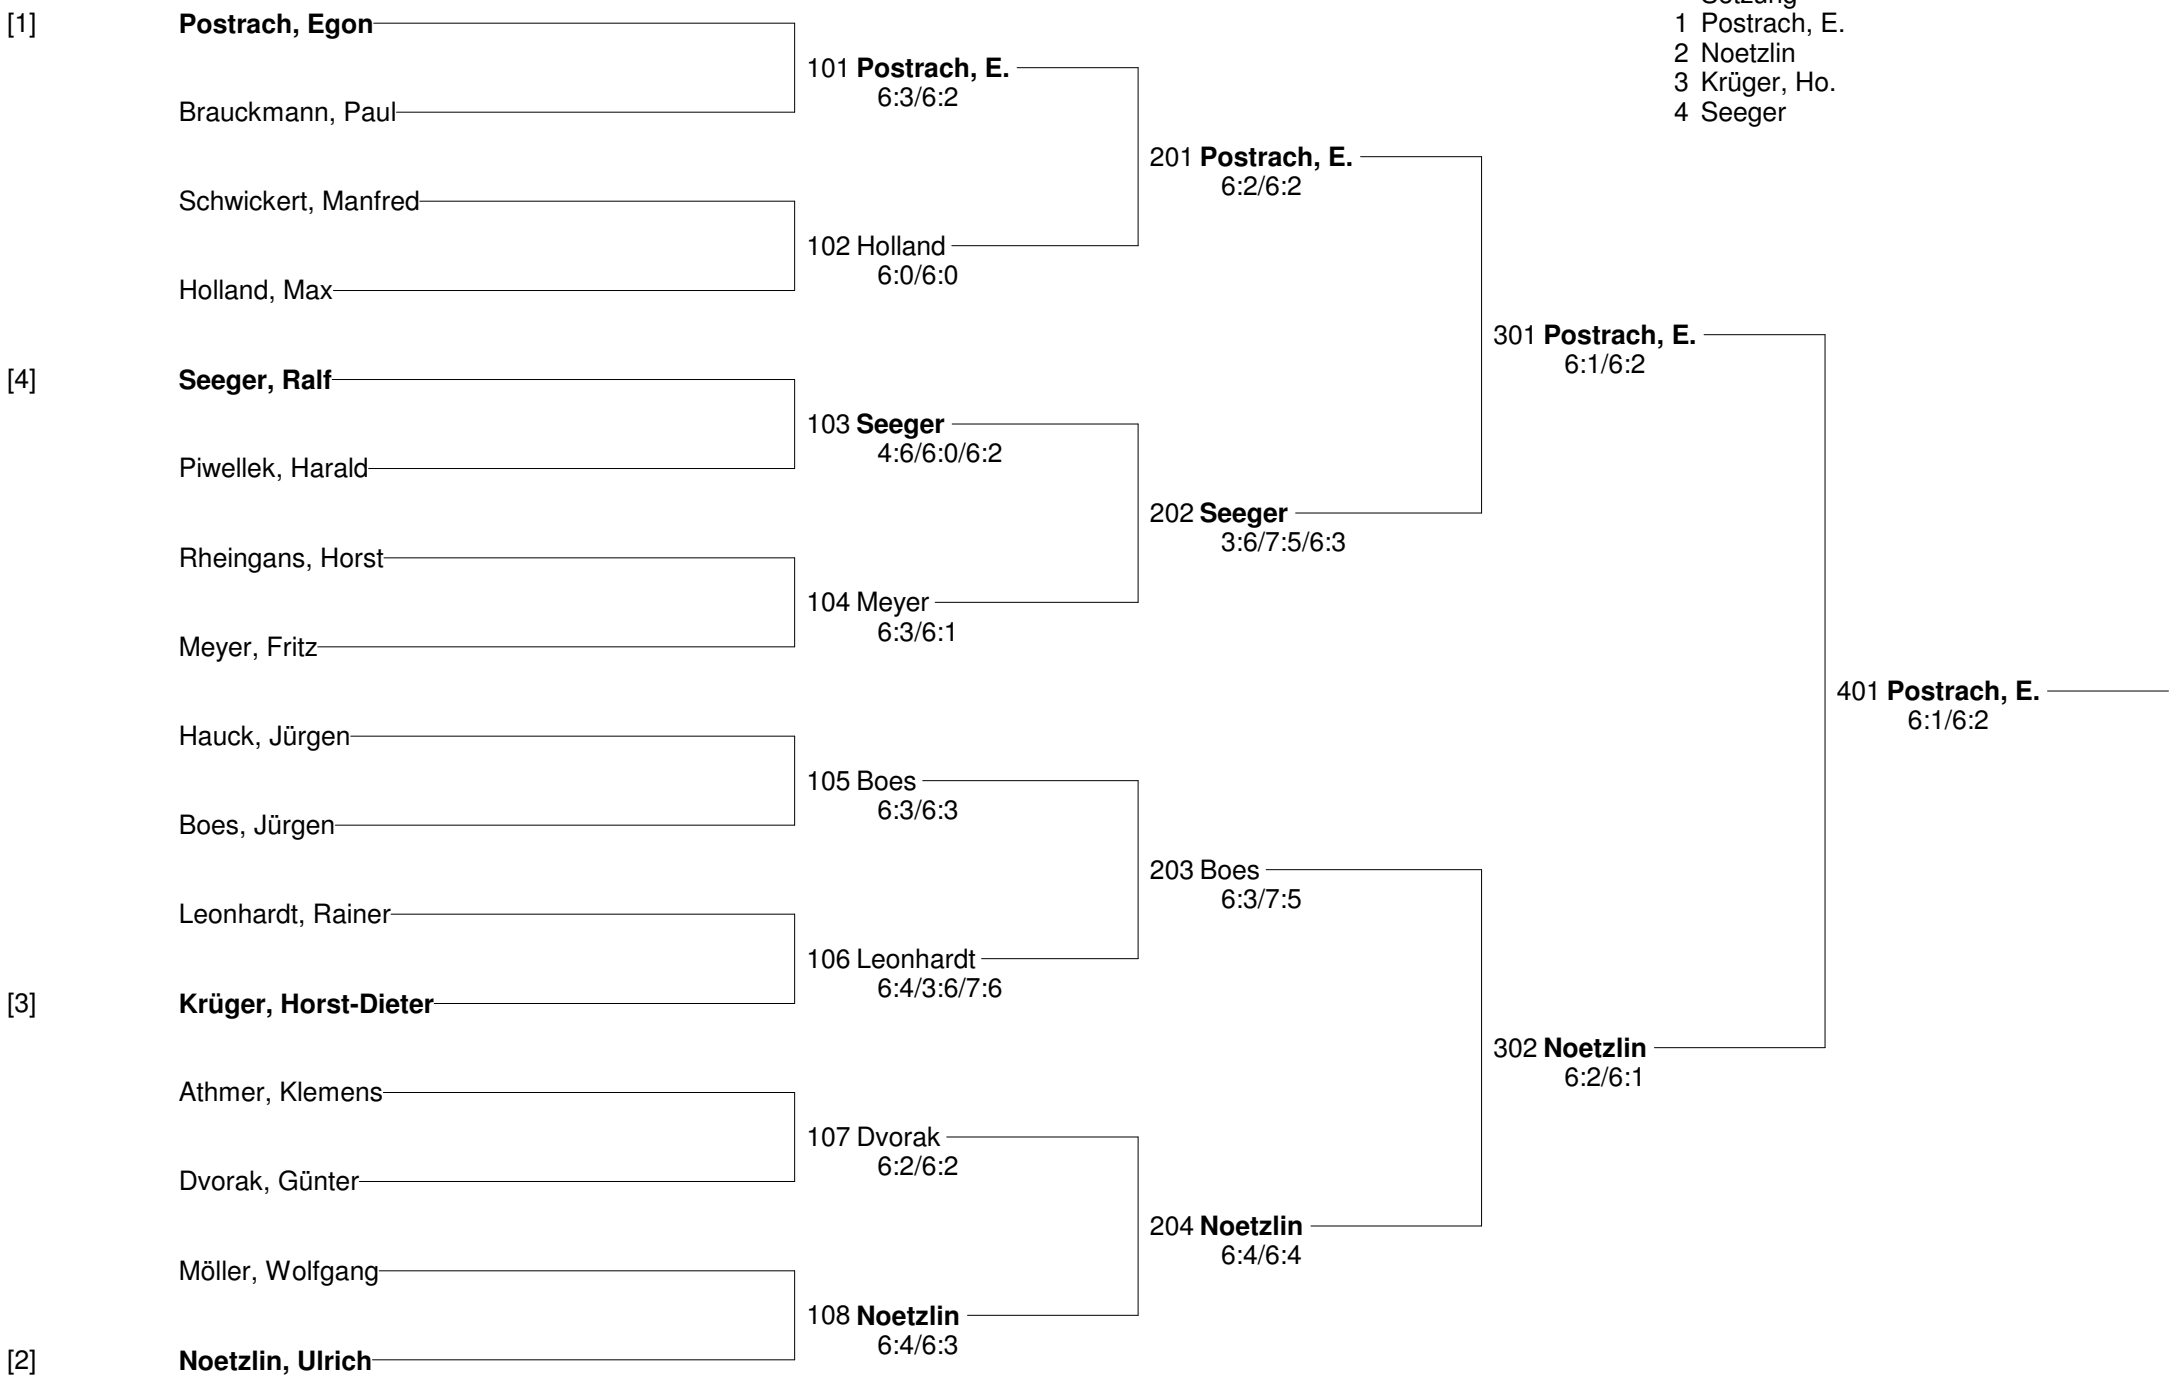 Setzung
[1] Postrach, Egon
1 Postrach, E.
2 Noetzlin
101 Postrach, E.
3 Krüger, Ho.
6:3/6:2
Brauckmann, Paul
4 Seeger
201 Postrach, E.
6:2/6:2
Schwickert, Manfred
102 Holland
6:0/6:0
Holland, Max
301 Postrach, E.
6:1/6:2
[4] Seeger, Ralf
103 Seeger
4:6/6:0/6:2
Piwellek, Harald
202 Seeger
3:6/7:5/6:3
Rheingans, Horst
104 Meyer
6:3/6:1
Meyer, Fritz
401 Postrach, E.
6:1/6:2
Hauck, Jürgen
105 Boes
6:3/6:3
Boes, Jürgen
203 Boes
6:3/7:5
Leonhardt, Rainer
106 Leonhardt
6:4/3:6/7:6
[3] Krüger, Horst-Dieter
302 Noetzlin
6:2/6:1
Athmer, Klemens
107 Dvorak
6:2/6:2
Dvorak, Günter
204 Noetzlin
6:4/6:4
Möller, Wolfgang
108 Noetzlin
6:4/6:3
[2] Noetzlin, Ulrich